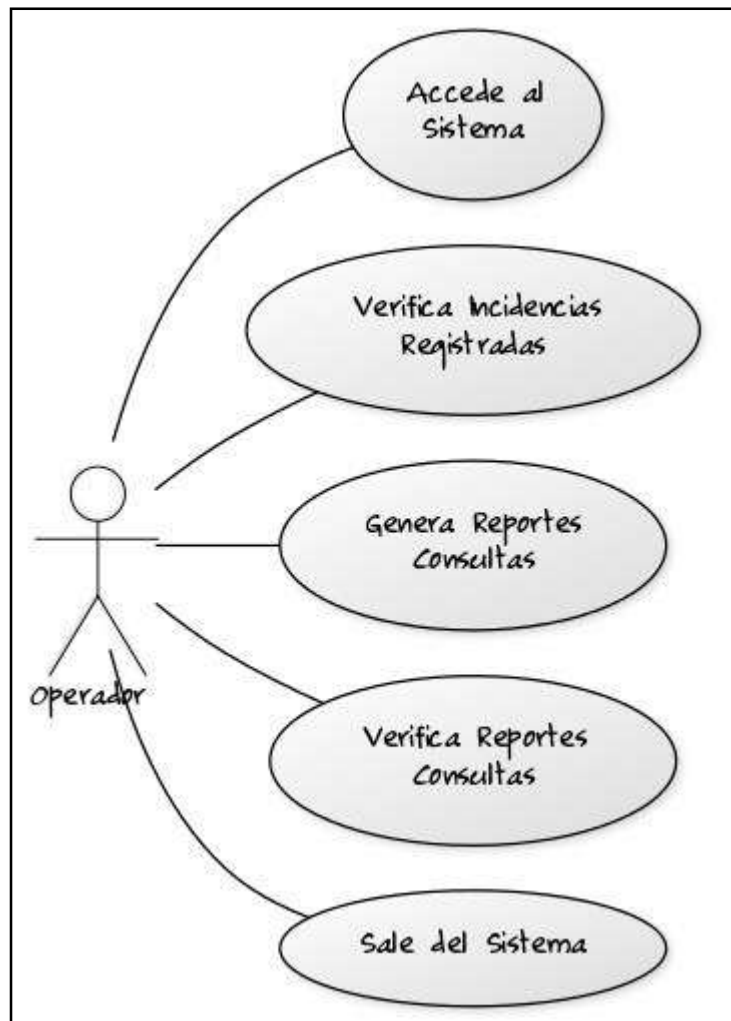 Accede al
Sistema
Verifica Incidencias
Registradas
Genera Reportes
Consultas
Operador
Verifica Reportes
Consultas
Sale del Sistema